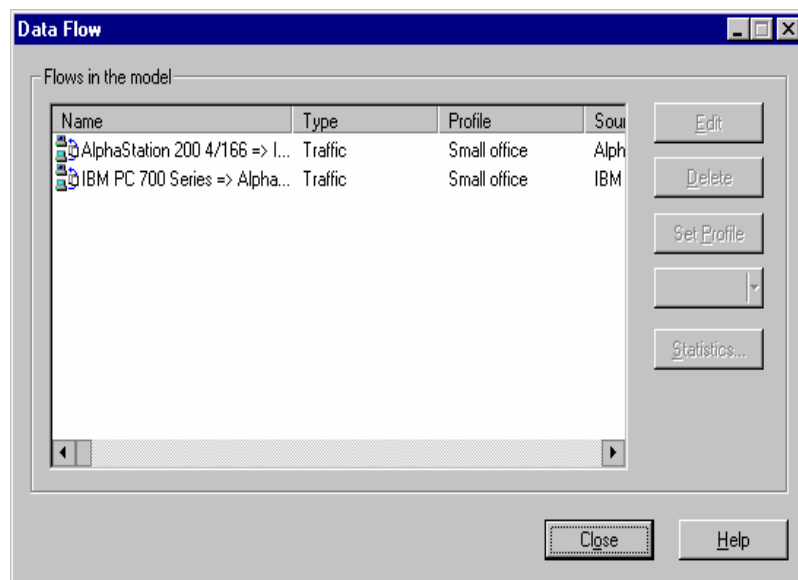 Data Flow
Flows in the model
Name Type Profile Sour
AlphaStation 200 4/166 => I... Traffic Small office Alph
IBM PC 700 Series => Alpha... Traffic Small office IBM
Edit
Delete
Set Profile
Statistics...
Close Help